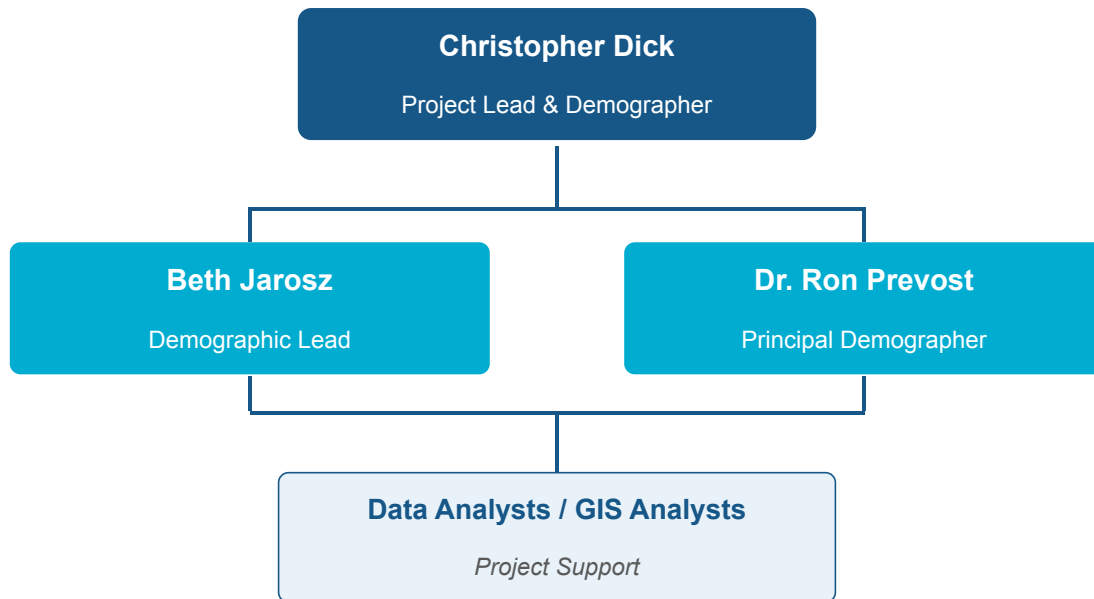 Christopher Dick
Project Lead & Demographer
Beth Jarosz
Demographic Lead
Dr. Ron Prevost
Principal Demographer
Data Analysts / GIS Analysts
Project Support